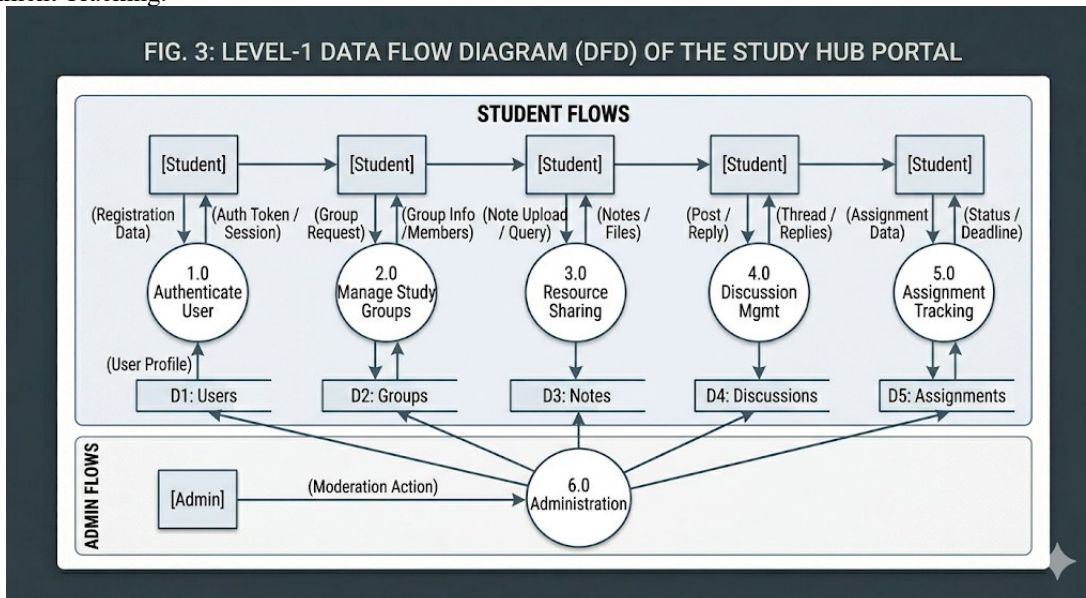 FIG. 3: LEVEL-1 DATA FLOW DIAGRAM (DFD) OF THE STUDY HUB PORTAL
STUDENT FLOWS
[Student]
[Student]
[Student]
[Student]
[Student]
(Registration
Data)
(Auth Token /
Session)
(Group
Request)
(Group Info
/Members)
(Note Upload
/ Query)
(Notes /
Files)
(Post /
Reply)
(Thread /
Replies)
(Assignment
Data)
(Status /
Deadline)
1.0
Authenticate
User
2.0
Manage Study
Groups
3.0
Resource
Sharing
4.0
Discussion
Mgmt
5.0
Assignment
Tracking
(User Profile)
D1: Users
D2: Groups
D3: Notes
D4: Discussions
D5: Assignments
ADMIN FLOWS
[Admin]
(Moderation Action)
6.0
Administration